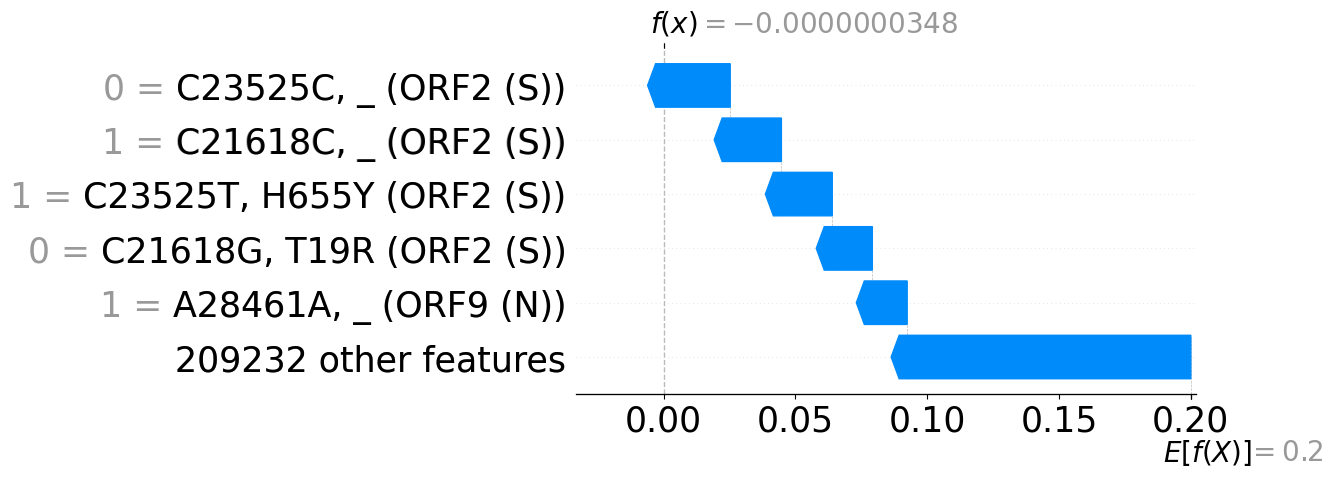 f(x) = −0.0000000348
0 = C23525C, _ (ORF2 (S))
1 = C21618C, _ (ORF2 (S))
1 = C23525T, H655Y (ORF2 (S))
0 = C21618G, T19R (ORF2 (S))
1 = A28461A, _ (ORF9 (N))
209232 other features
0.00 0.05 0.10 0.15 0.20
E[f(X)] = 0.2